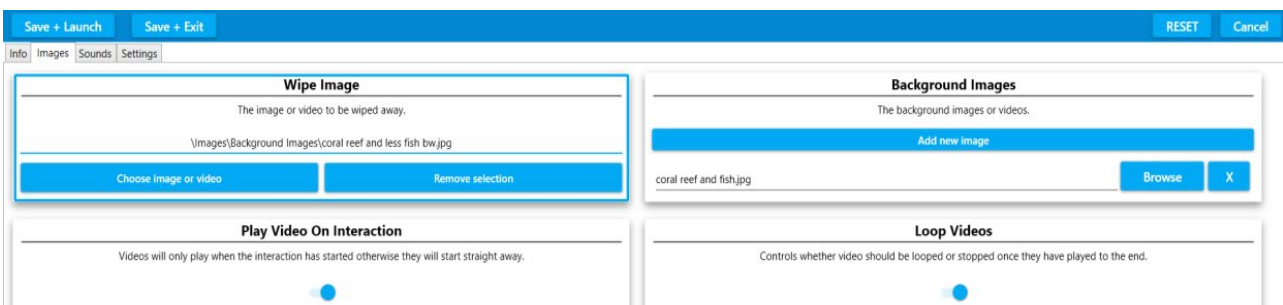 Save + Launch
Save + Exit
RESET
Cancel
Info
Images
Sounds
Settings
Wipe Image
The image or video to be wiped away.
\Images\Background Images\coral reef and less fish bw.jpg
Choose image or video
Remove selection
Background Images
The background images or videos.
Add new image
coral reef and fish.jpg
Browse
X
Play Video On Interaction
Videos will only play when the interaction has started otherwise they will start straight away.
Loop Videos
Controls whether video should be looped or stopped once they have played to the end.